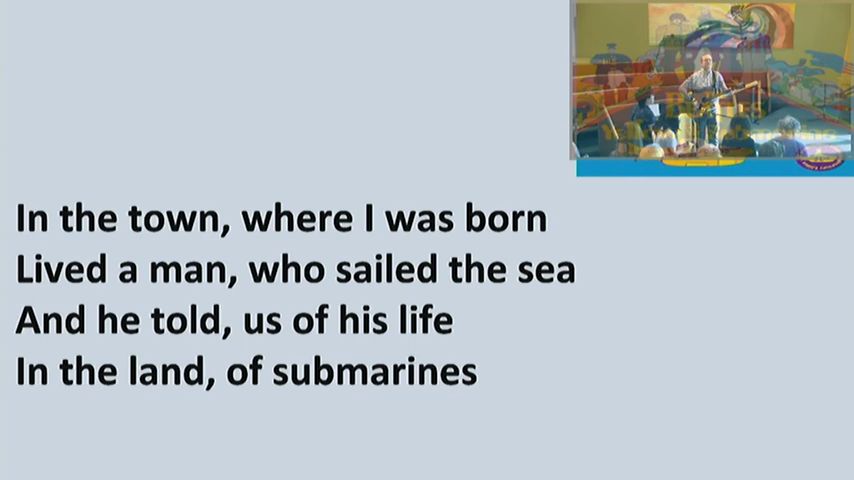 In the town, where I was born
Lived a man, who sailed the sea
And he told, us of his life
In the land, of submarines